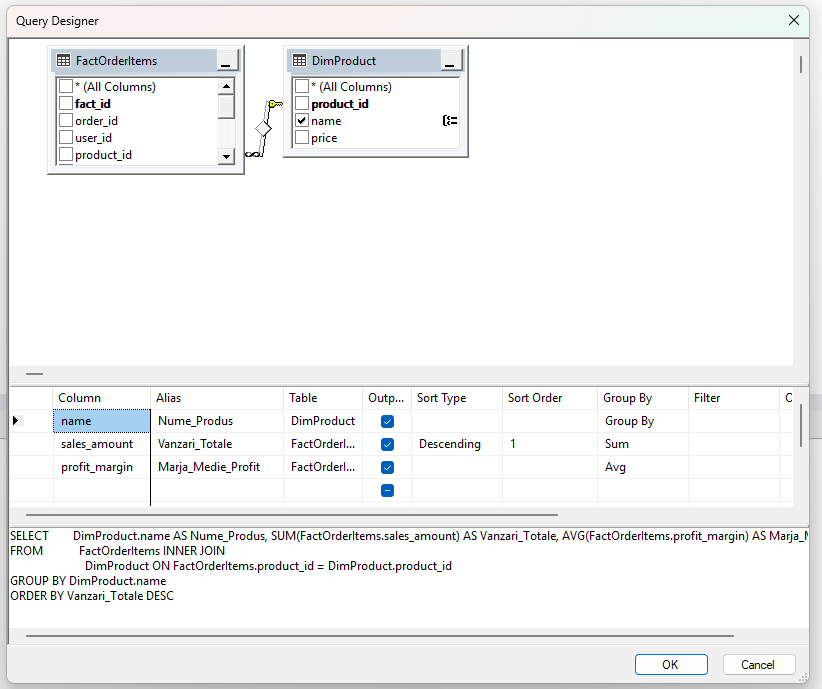 Query Designer
FactOrderItems
* (All Columns)
fact_id
order_id
user_id
product_id
DimProduct
* (All Columns)
product_id
name
price
Column Alias Table Outp... Sort Type Sort Order Group By Filter
name Nume_Produs DimProduct Group By
sales_amount Vanzari_Totale FactOrderI... Descending 1 Sum
profit_margin Marja_Medie_Profit FactOrderI... Avg
SELECT DimProduct.name AS Nume_Produs, SUM(FactOrderItems.sales_amount) AS Vanzari_Totale, AVG(FactOrderItems.profit_margin) AS
FROM FactOrderItems INNER JOIN
DimProduct ON FactOrderItems.product_id = DimProduct.product_id
GROUP BY DimProduct.name
ORDER BY Vanzari_Totale DESC
OK Cancel